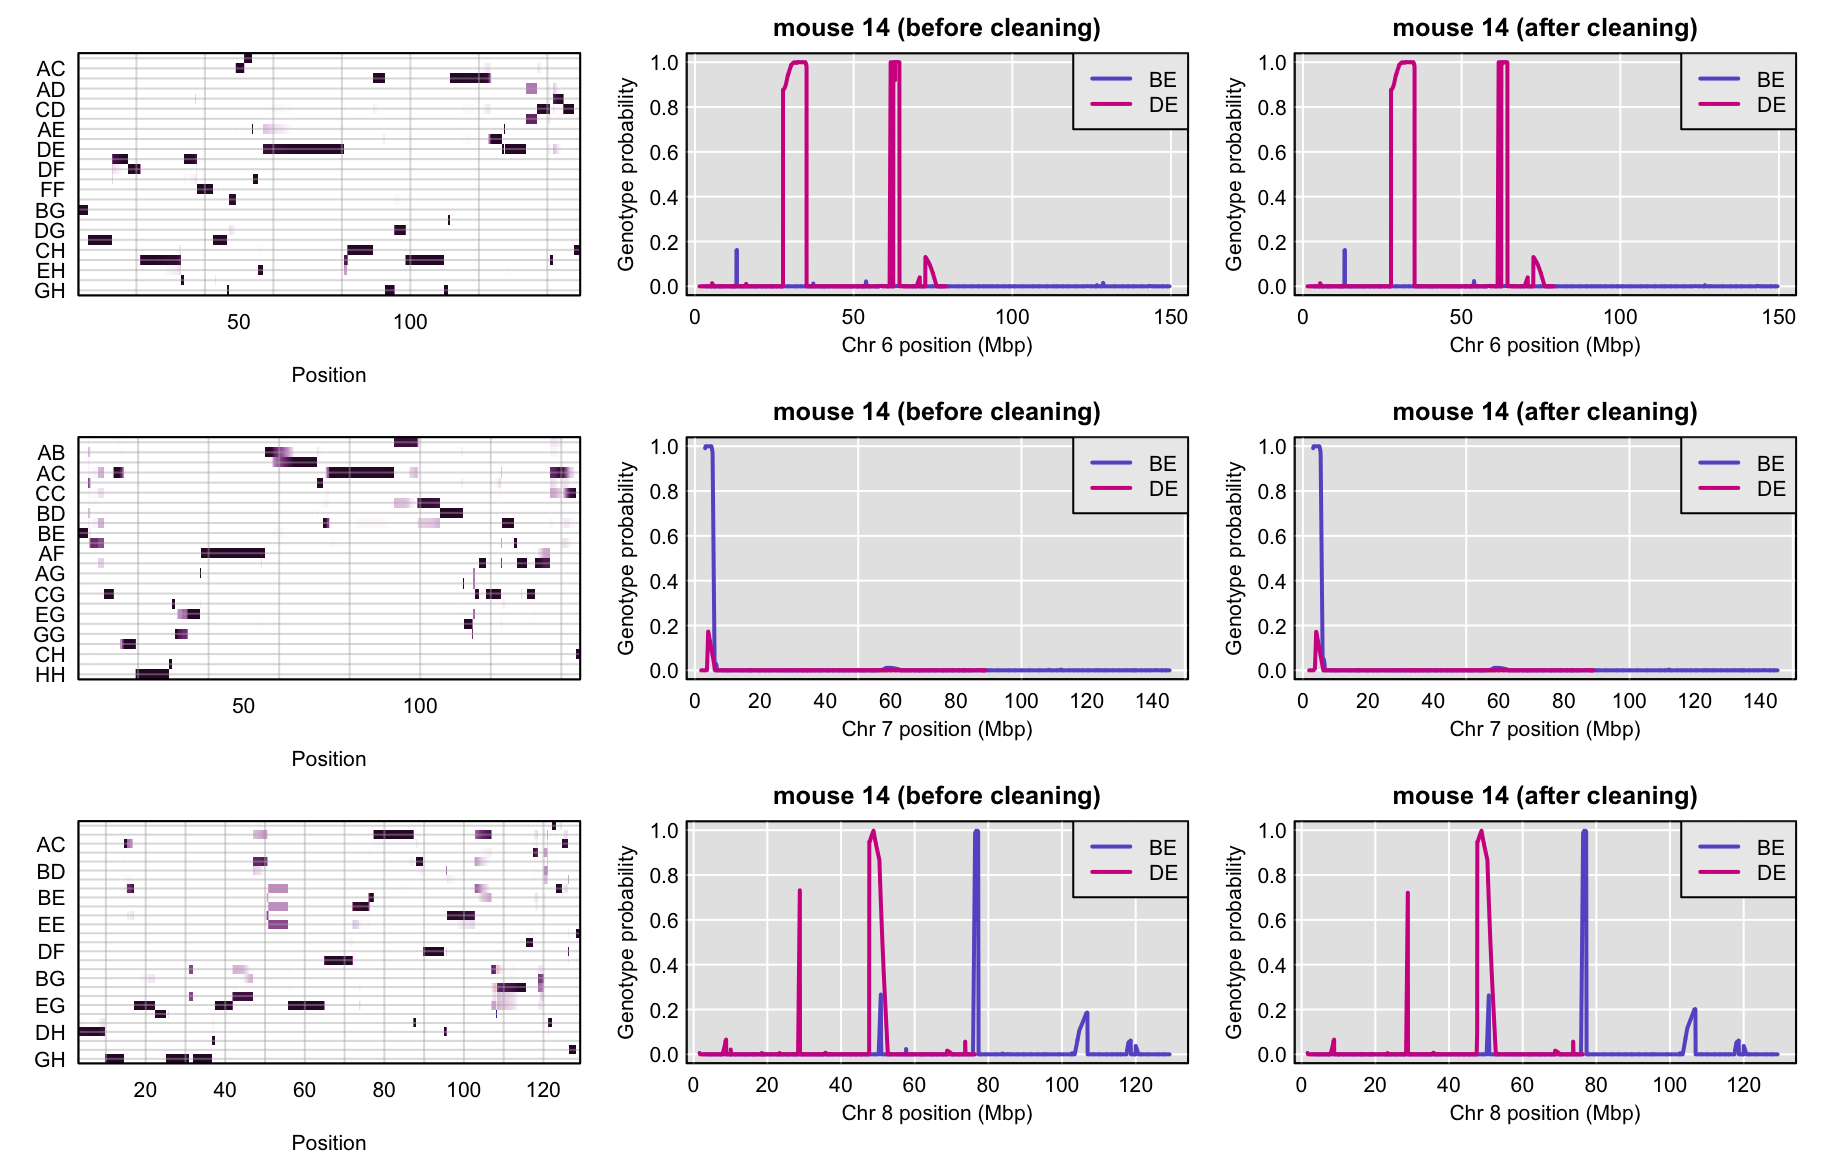 AC
AD
CD
AE
DE
DF
FF
BG
DG
CH
EH
GH
50
100
Position
mouse 14 (before cleaning)
Genotype probability
1.0
0.8
0.6
0.4
0.2
0.0
BE
DE
0
50
100
150
Chr 6 position (Mbp)
mouse 14 (after cleaning)
Genotype probability
1.0
0.8
0.6
0.4
0.2
0.0
BE
DE
0
50
100
150
Chr 6 position (Mbp)
AB
AC
CC
BD
BE
AF
AG
CG
EG
GG
CH
HH
50
100
Position
mouse 14 (before cleaning)
Genotype probability
1.0
0.8
0.6
0.4
0.2
0.0
BE
DE
0
20
40
60
80
100
120
140
Chr 7 position (Mbp)
mouse 14 (after cleaning)
Genotype probability
1.0
0.8
0.6
0.4
0.2
0.0
BE
DE
0
20
40
60
80
100
120
140
Chr 7 position (Mbp)
AC
BD
BE
EE
DF
BG
EG
DH
GH
20
40
60
80
100
120
Position
mouse 14 (before cleaning)
Genotype probability
1.0
0.8
0.6
0.4
0.2
0.0
BE
DE
0
20
40
60
80
100
120
Chr 8 position (Mbp)
mouse 14 (after cleaning)
Genotype probability
1.0
0.8
0.6
0.4
0.2
0.0
BE
DE
0
20
40
60
80
100
120
Chr 8 position (Mbp)